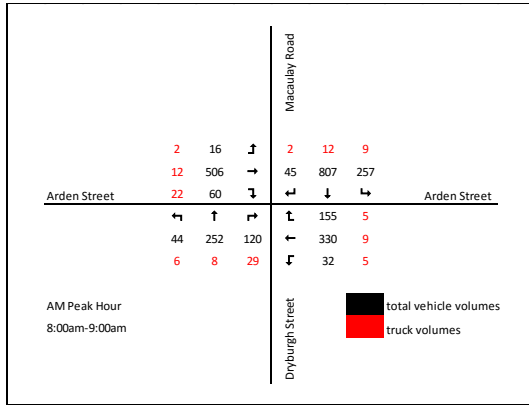 Macaulay Road
2 16 2 12 9
12 506 45 807 257
22 60
Arden Street Arden Street
155 5
44 252 120 330 9
6 8 29 32 5
AM Peak Hour
8:00am-9:00am
Dryburgh Street
total vehicle volumes
truck volumes